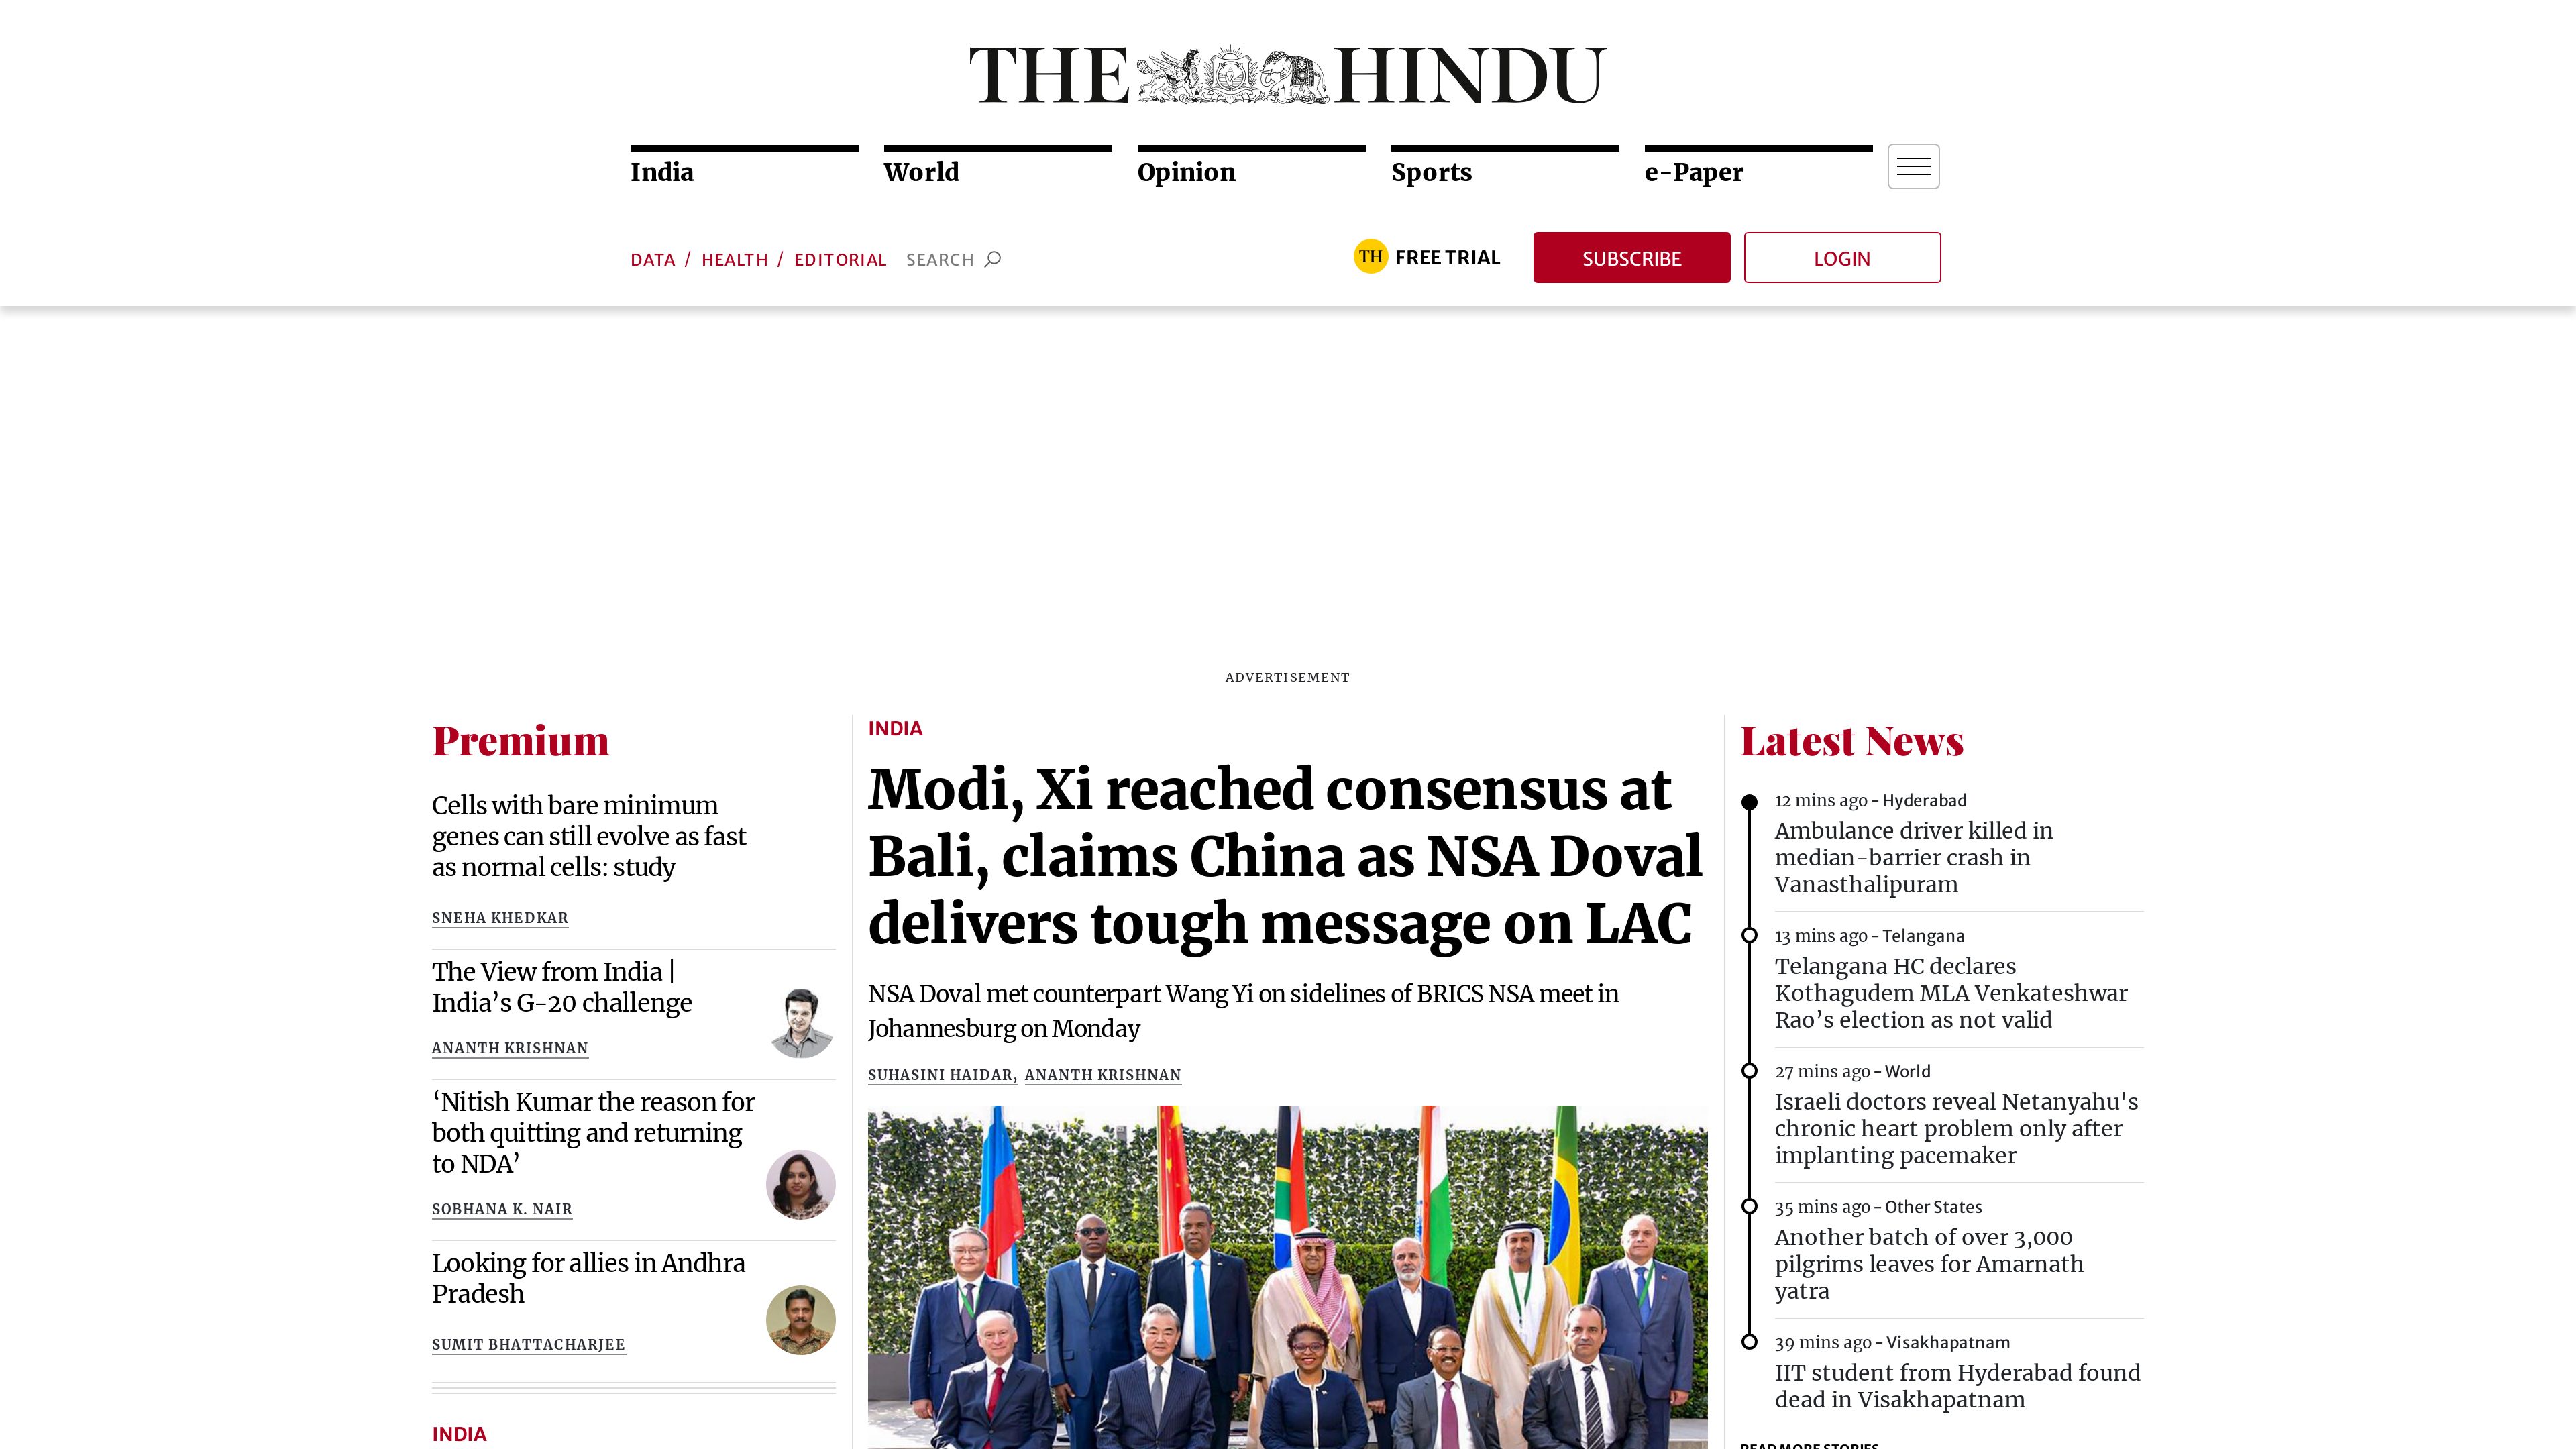 THE HINDU
India
World
Opinion
Sports
e-Paper
DATA / HEALTH / EDITORIAL SEARCH
TH FREE TRIAL
SUBSCRIBE
LOGIN
ADVERTISEMENT
Premium
Cells with bare minimum
genes can still evolve as fast
as normal cells: study
SNEHA KHEDKAR
The View from India |
India’s G-20 challenge
ANANTH KRISHNAN
‘Nitish Kumar the reason for
both quitting and returning
to NDA’
SOBHANA K. NAIR
Looking for allies in Andhra
Pradesh
SUMIT BHATTACHARJEE
INDIA
INDIA
Modi, Xi reached consensus at
Bali, claims China as NSA Doval
delivers tough message on LAC
NSA Doval met counterpart Wang Yi on sidelines of BRICS NSA meet in
Johannesburg on Monday
SUHASINI HAIDAR, ANANTH KRISHNAN
Latest News
12 mins ago - Hyderabad
Ambulance driver killed in
median-barrier crash in
Vanasthalipuram
13 mins ago - Telangana
Telangana HC declares
Kothagudem MLA Venkateshwar
Rao’s election as not valid
27 mins ago - World
Israeli doctors reveal Netanyahu's
chronic heart problem only after
implanting pacemaker
35 mins ago - Other States
Another batch of over 3,000
pilgrims leaves for Amarnath
yatra
39 mins ago - Visakhapatnam
IIT student from Hyderabad found
dead in Visakhapatnam
READ MORE STORIES